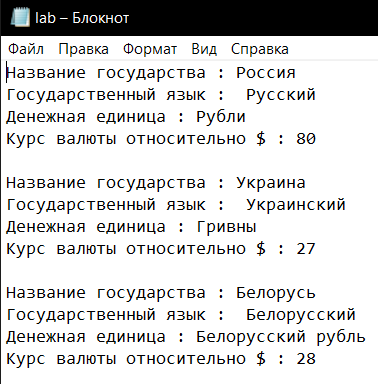 lab – Блокнот
Файл Правка Формат Вид Справка
Название государства : Россия
Государственный язык :  Русский
Денежная единица : Рубли
Курс валюты относительно $ : 80

Название государства : Украина
Государственный язык :  Украинский
Денежная единица : Гривны
Курс валюты относительно $ : 27

Название государства : Белорусь
Государственный язык :  Белорусский
Денежная единица : Белорусский рубль
Курс валюты относительно $ : 28